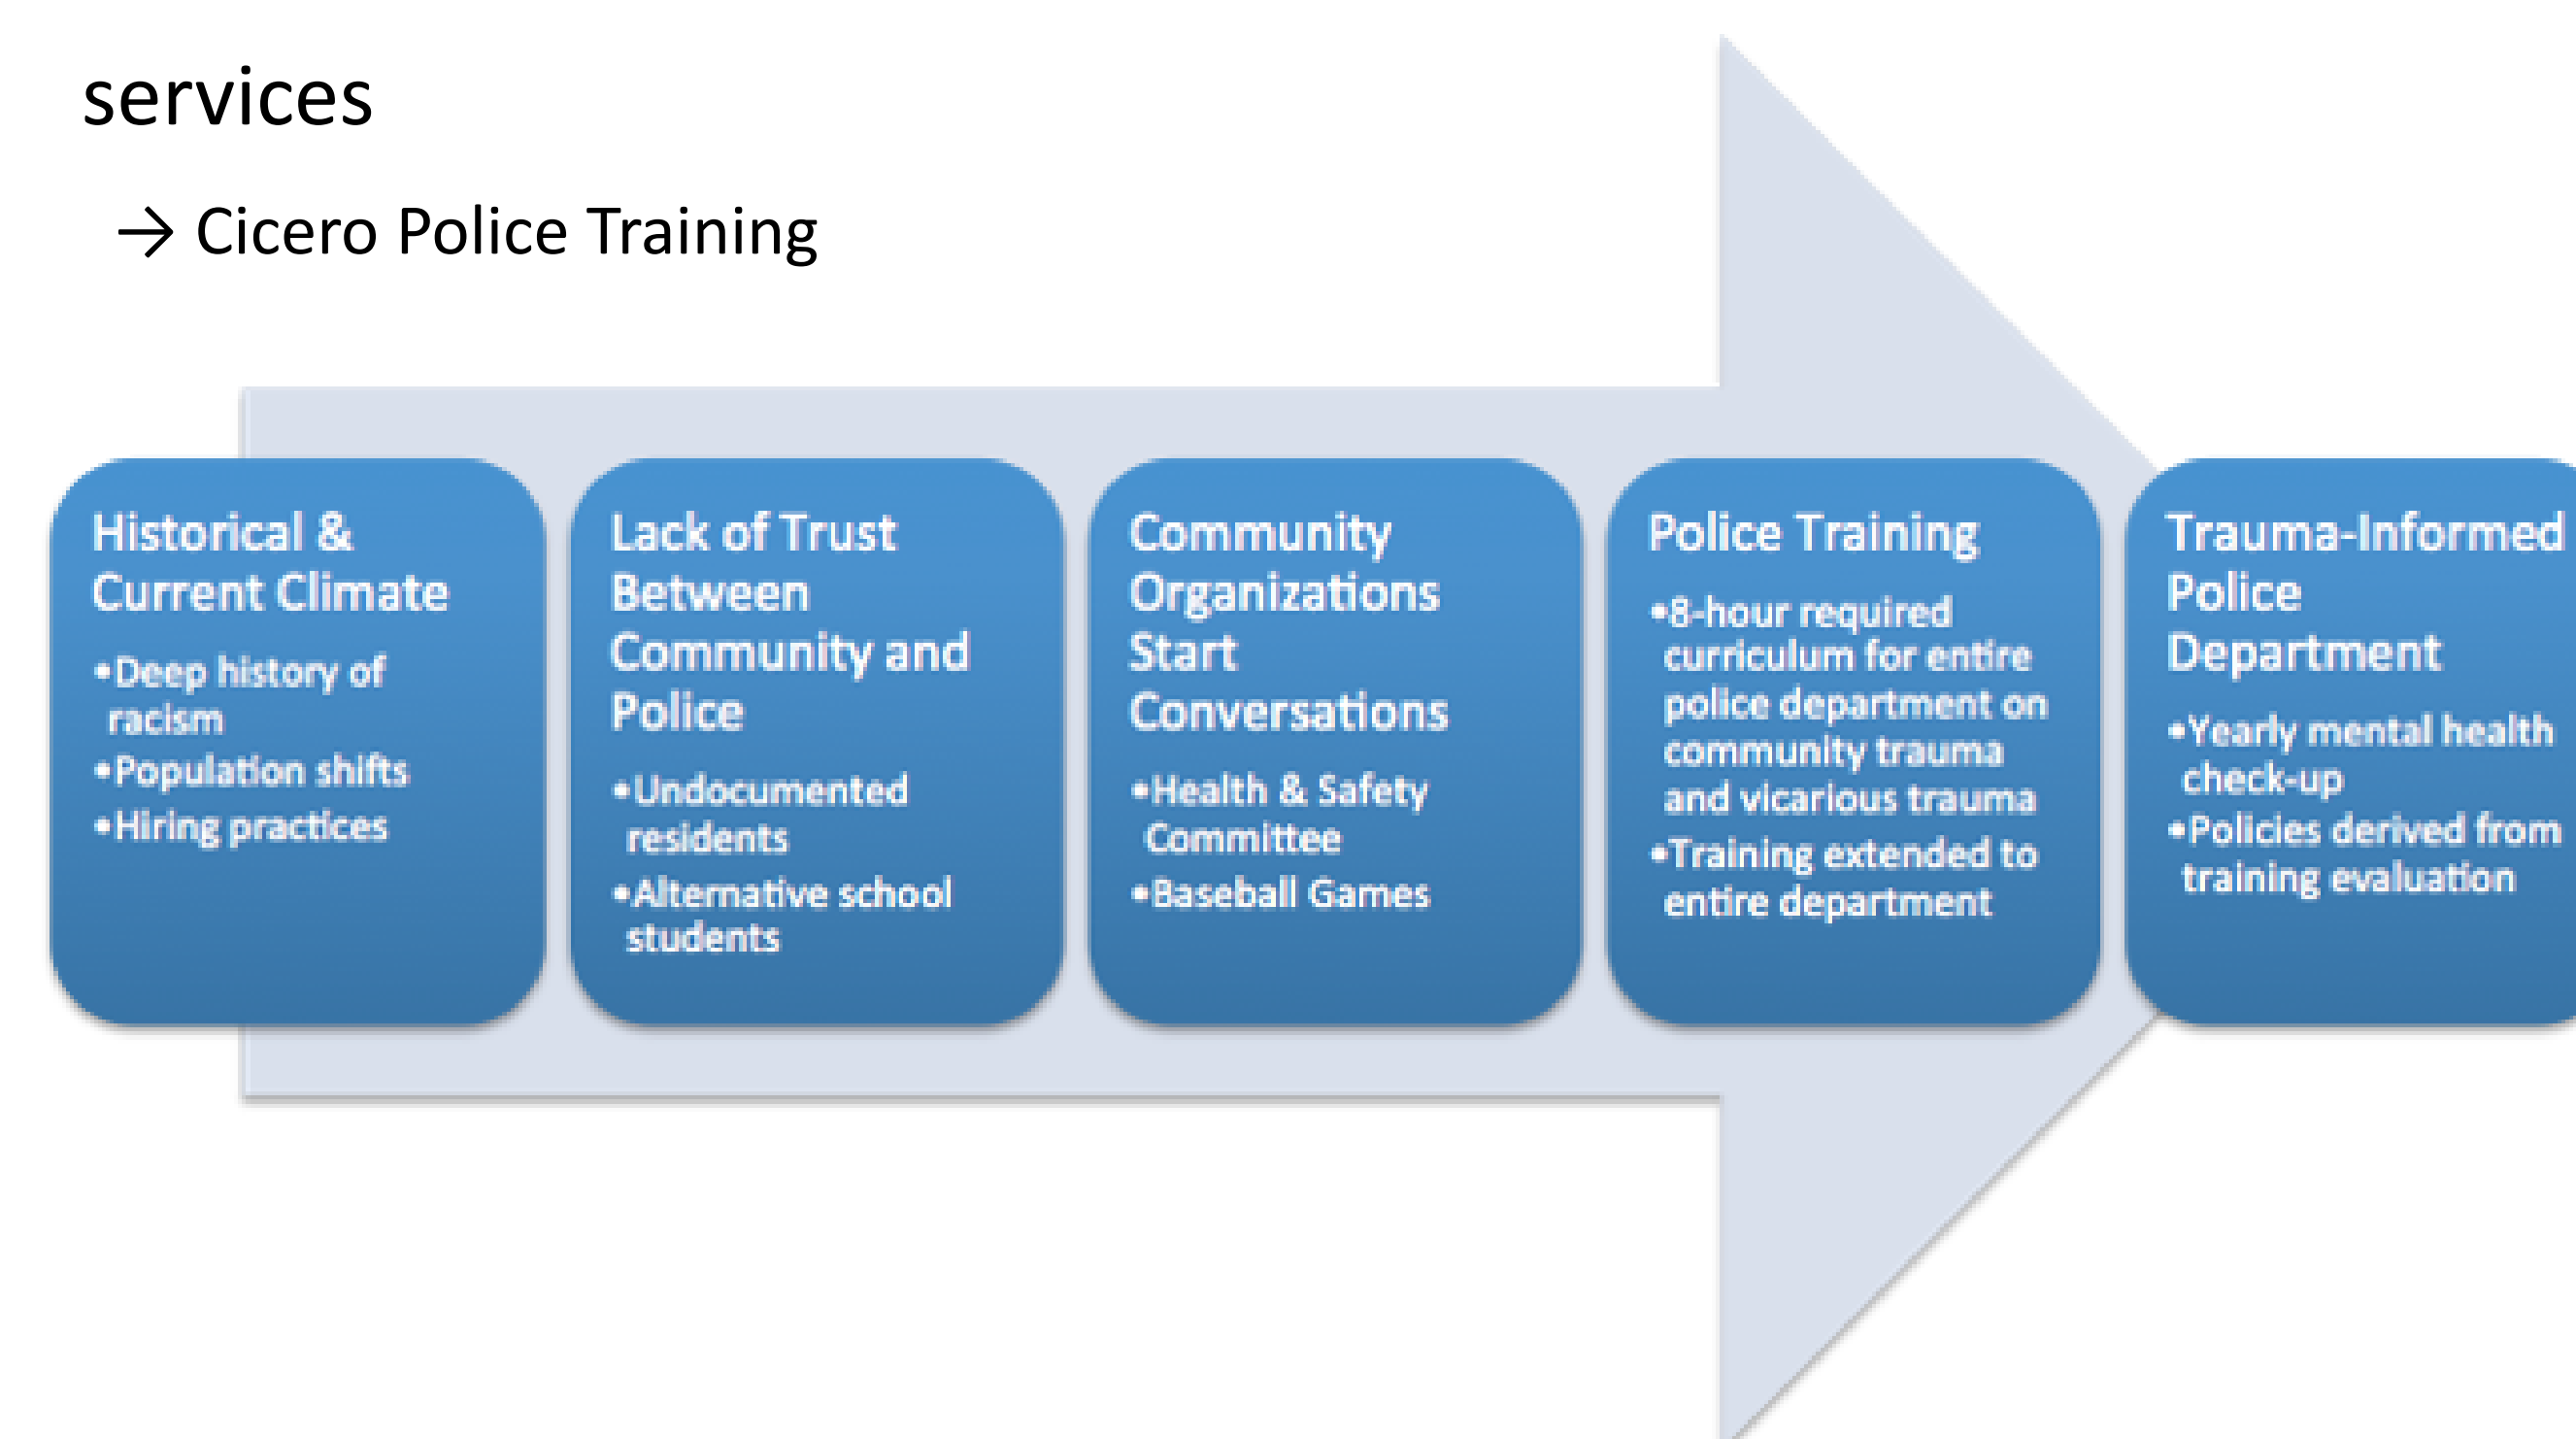 services
→ Cicero Police Training
Historical &
Current Climate
•Deep history of
racism
•Population shifts
•Hiring practices
Lack of Trust
Between
Community and
Police
•Undocumented
residents
•Alternative school
students
Community
Organizations
Start
Conversations
•Health & Safety
Committee
•Baseball Games
Police Training
•8-hour required
curriculum for entire
police department on
community trauma
and vicarious trauma
•Training extended to
entire department
Trauma-Informed
Police
Department
•Yearly mental health
check-up
•Policies derived from
training evaluation